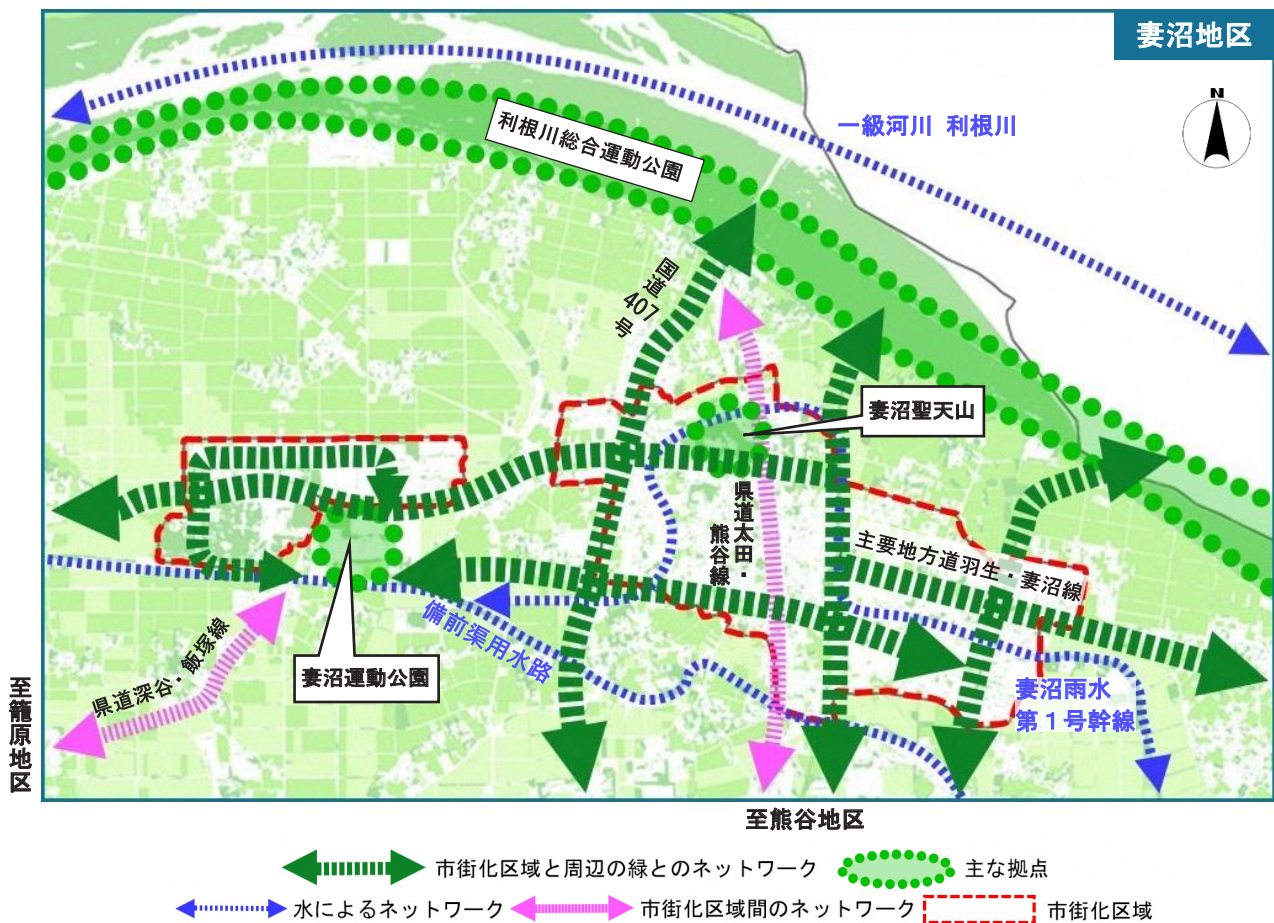 妻沼地区
N
一級河川 利根川
利根川総合運動公園
国道
407
号
妻沼聖天山
県道太田・
熊谷線
主要地方道羽生・妻沼線
備前渠用水路
県道深谷・飯塚線
妻沼運動公園
妻沼雨水
第1号幹線
至籠原地区
至熊谷地区
市街化区域と周辺の緑とのネットワーク
主な拠点
水によるネットワーク
市街化区域間のネットワーク
市街化区域